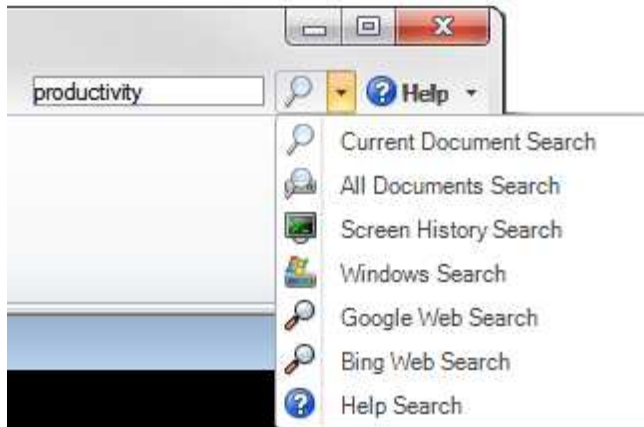 productivity Help
Current Document Search
All Documents Search
Screen History Search
Windows Search
Google Web Search
Bing Web Search
Help Search